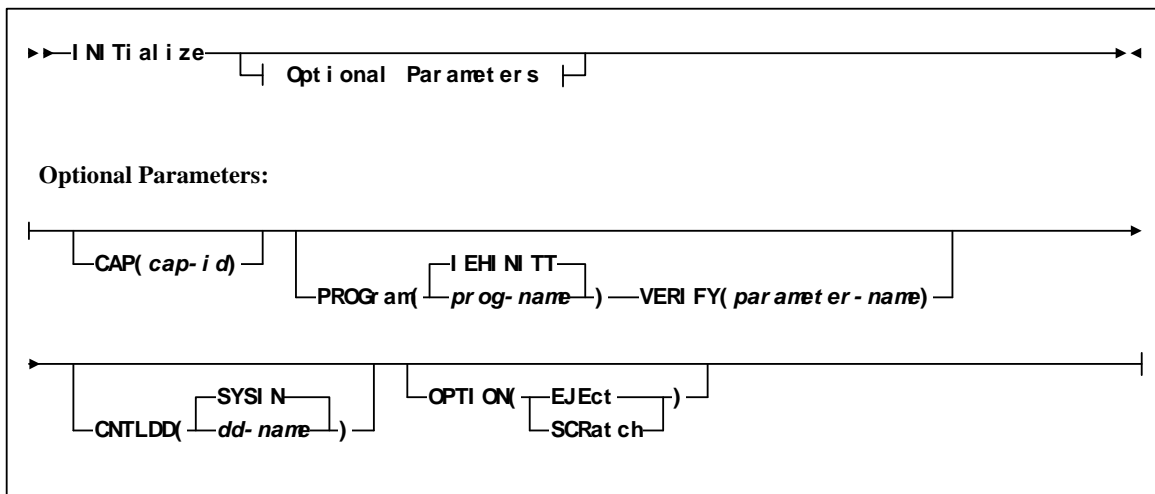 INITialize
Optional Parameters
Optional Parameters:
CAP(cap-id)
IEHINITT
PROGram( prog-name ) VERIFY(parameter-name)
SYSIN
CNTLDD( dd-name )
OPTION( EJEct )
SCRatch